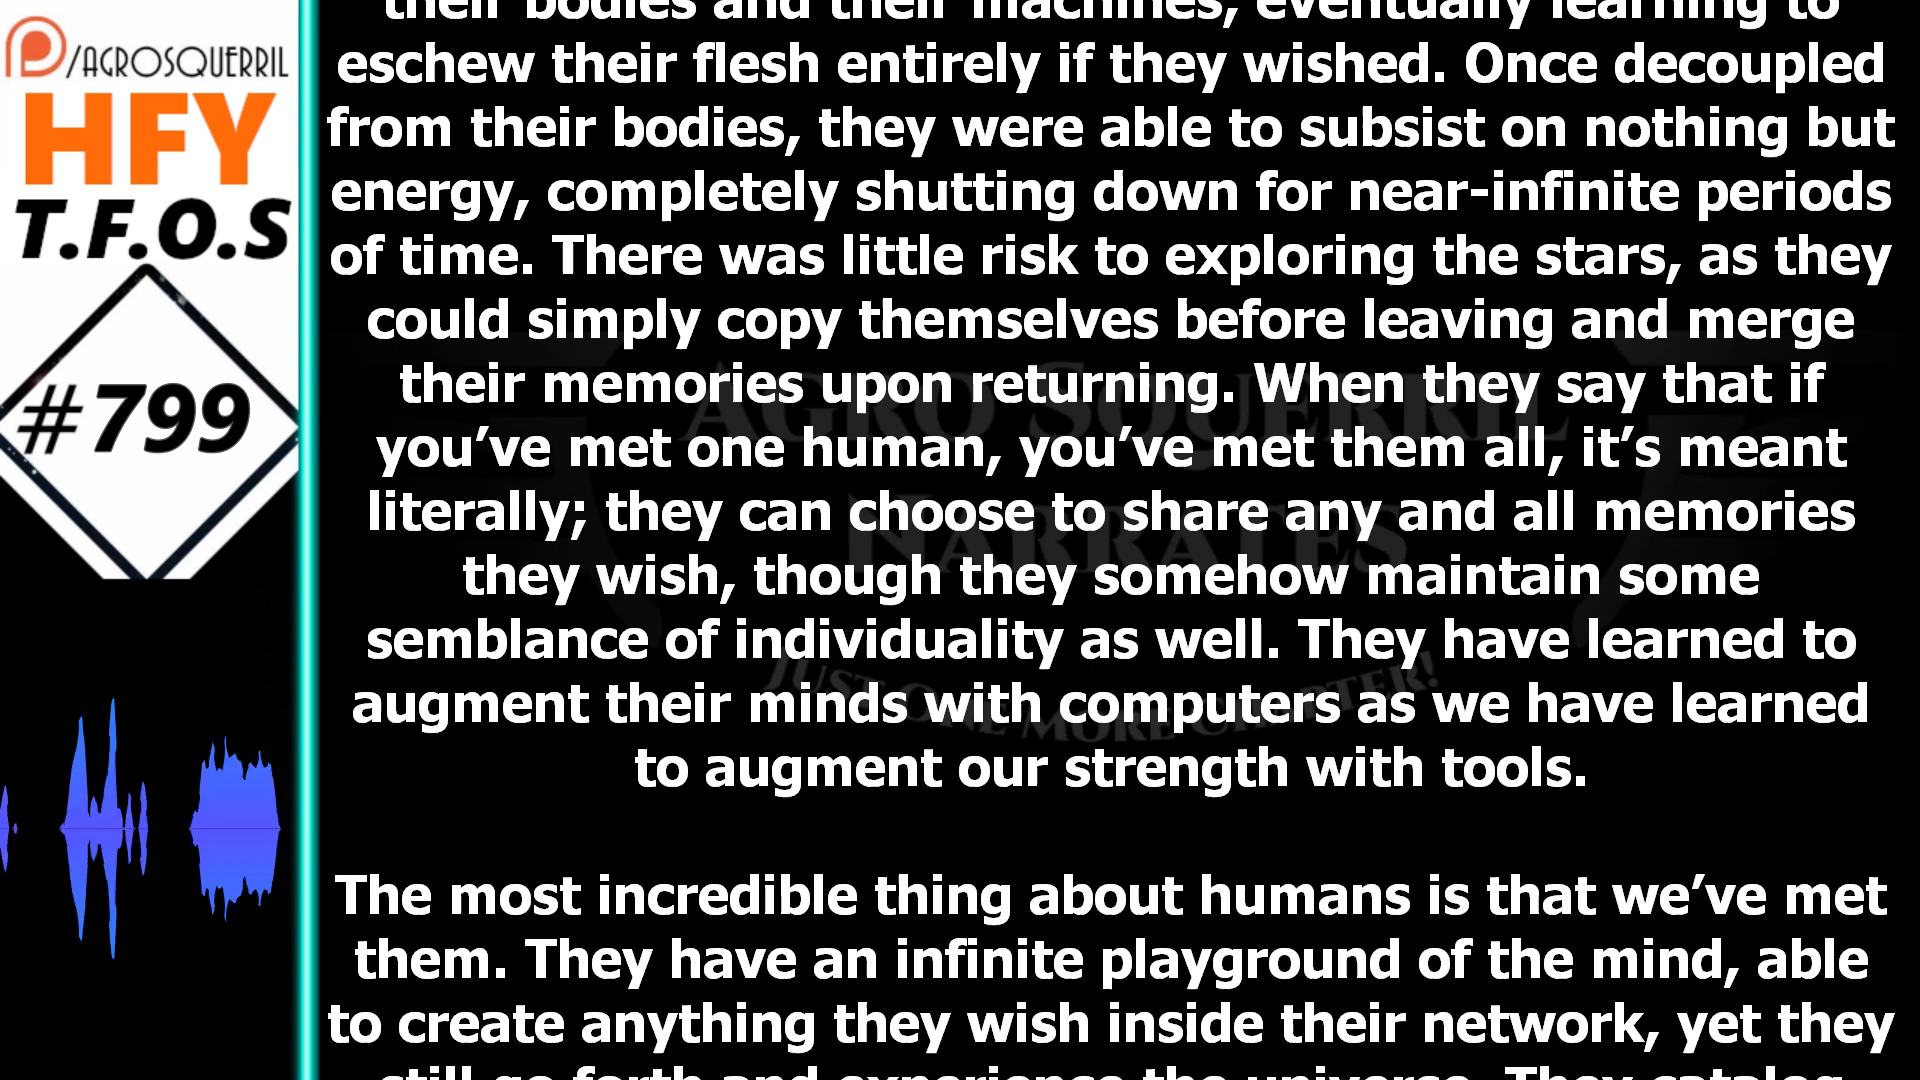 /AGROSQUERRIL
HFY
T.F.O.S
#799
their bodies and their machines, eventually learning to
eschew their flesh entirely if they wished. Once decoupled
from their bodies, they were able to subsist on nothing but
energy, completely shutting down for near-infinite periods
of time. There was little risk to exploring the stars, as they
could simply copy themselves before leaving and merge
their memories upon returning. When they say that if
you’ve met one human, you’ve met them all, it’s meant
literally; they can choose to share any and all memories
they wish, though they somehow maintain some
semblance of individuality as well. They have learned to
augment their minds with computers as we have learned
to augment our strength with tools.
The most incredible thing about humans is that we’ve met
them. They have an infinite playground of the mind, able
to create anything they wish inside their network, yet they
still go forth and experience the universe. They catalog
AGRO SQUERRIL
NARRATES
JUST ONE MORE CHAPTER!